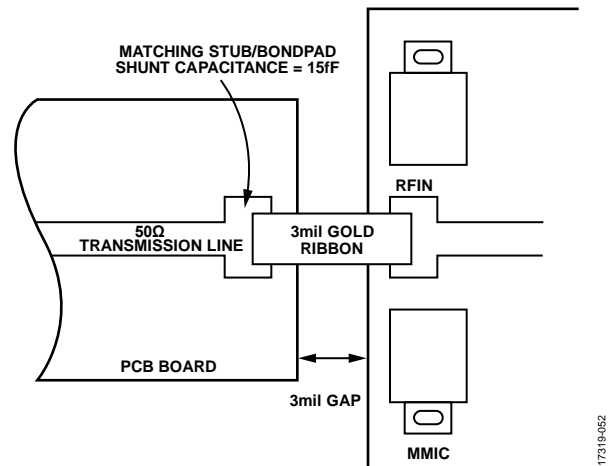 MATCHING STUB/BONDPAD
SHUNT CAPACITANCE = 15fF
RFIN
50Ω
TRANSMISSION LINE
3mil GOLD
RIBBON
PCB BOARD
3mil GAP
MMIC
17319-052